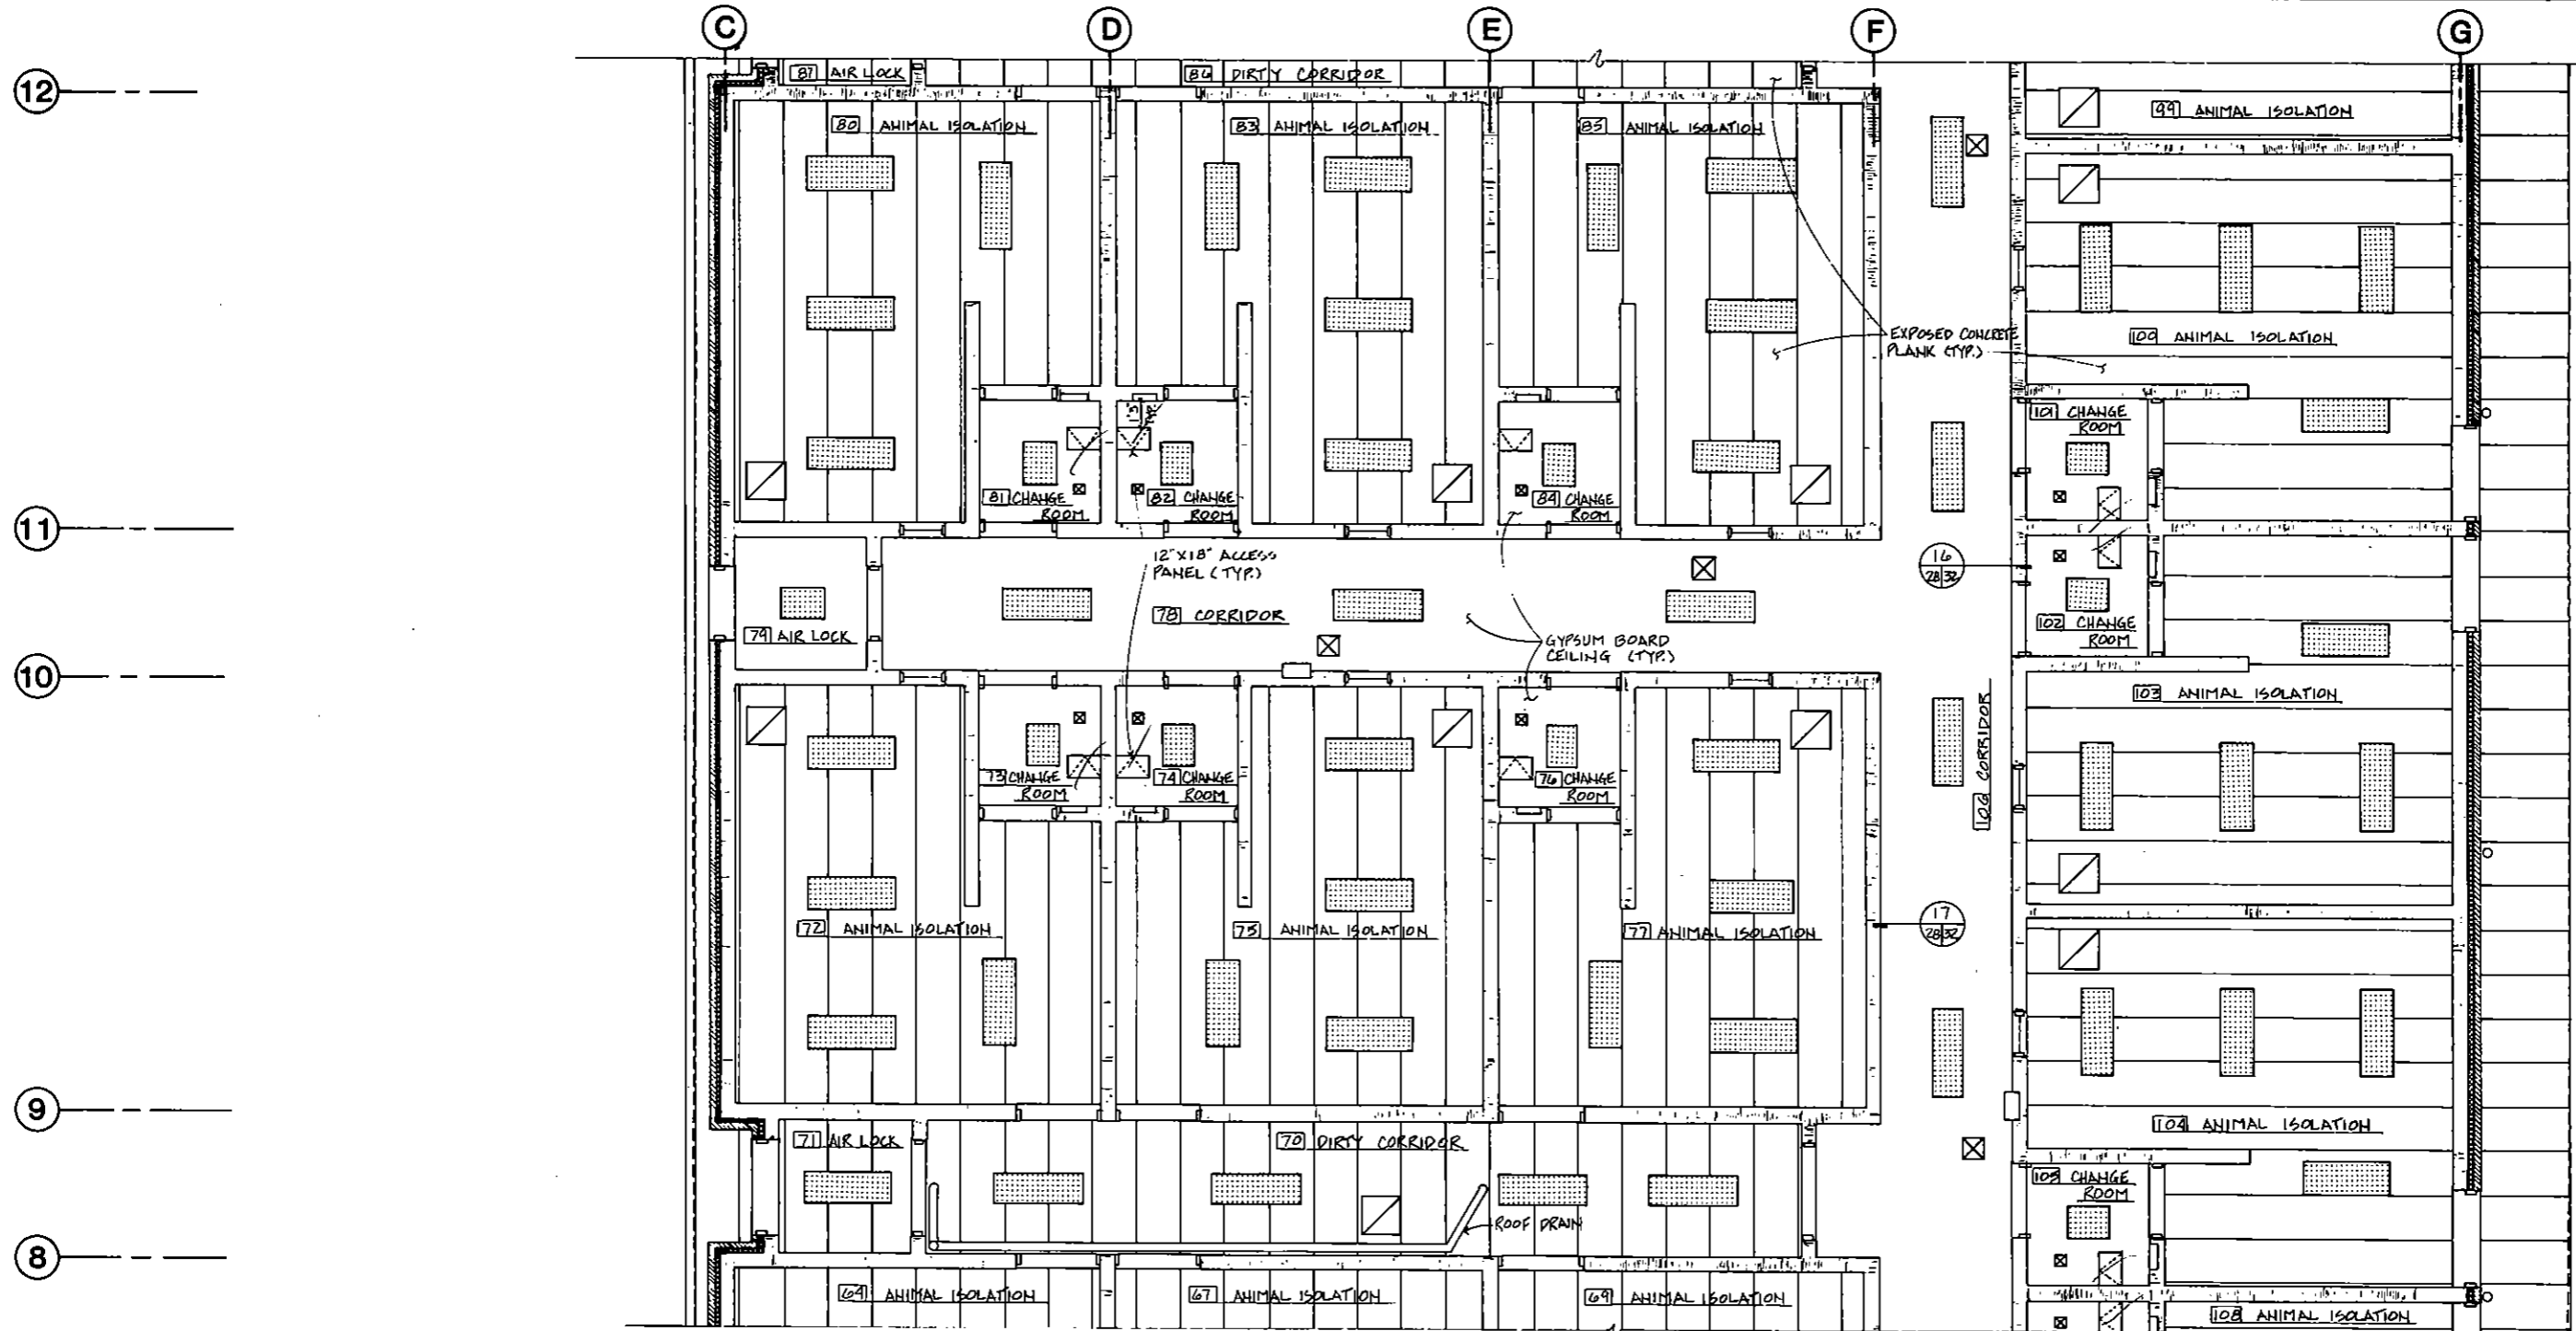 C
D
E
F
G
12
87 AIR LOCK
86 DIRTY CORRIDOR
80 ANIMAL ISOLATION
83 ANIMAL ISOLATION
85 ANIMAL ISOLATION
99 ANIMAL ISOLATION
EXPOSED CONCRETE
PLANK (TYP.)
100 ANIMAL ISOLATION
101 CHANGE
ROOM
81 CHANGE
ROOM
82 CHANGE
ROOM
84 CHANGE
ROOM
11
12"X18" ACCESS
PANEL (TYP.)
16
28 32
79 AIR LOCK
78 CORRIDOR
GYPSUM BOARD
CEILING (TYP.)
102 CHANGE
ROOM
10
103 ANIMAL ISOLATION
106 CORRIDOR
73 CHANGE
ROOM
74 CHANGE
ROOM
76 CHANGE
ROOM
72 ANIMAL ISOLATION
75 ANIMAL ISOLATION
77 ANIMAL ISOLATION
17
28 32
9
71 AIR LOCK
70 DIRTY CORRIDOR
104 ANIMAL ISOLATION
105 CHANGE
ROOM
ROOF DRAIN
8
64 ANIMAL ISOLATION
67 ANIMAL ISOLATION
69 ANIMAL ISOLATION
108 ANIMAL ISOLATION